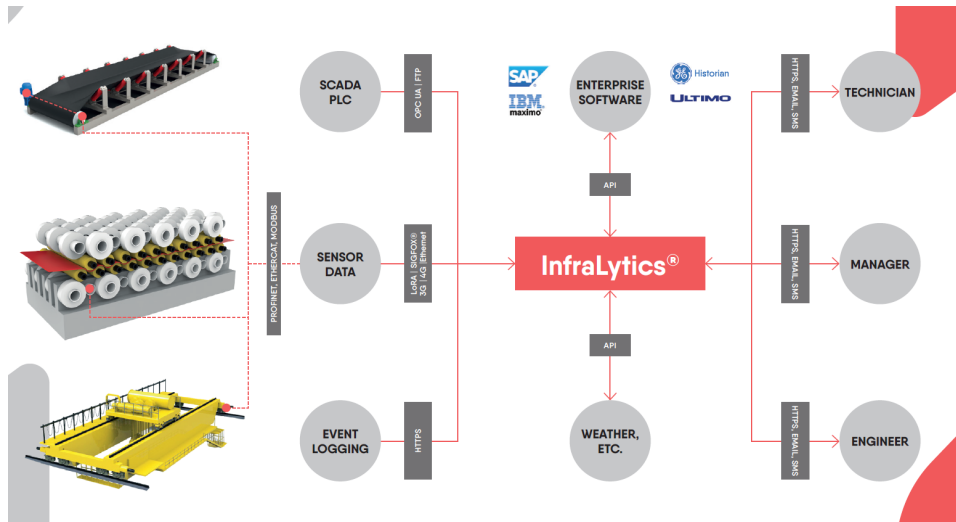 SCADA
PLC
OPC UA | FTP
SAP
IBM
maximo
ENTERPRISE
SOFTWARE
GE Historian
ULTIMO
HTTPS, EMAIL, SMS
TECHNICIAN
API
PROFINET, ETHERCAT, MODBUS
SENSOR
DATA
LoRA | SIGFOX®
3G | 4G |Ethernet
InfraLytics®
HTTPS, EMAIL, SMS
MANAGER
API
EVENT
LOGGING
HTTPS
WEATHER,
ETC.
HTTPS, EMAIL, SMS
ENGINEER